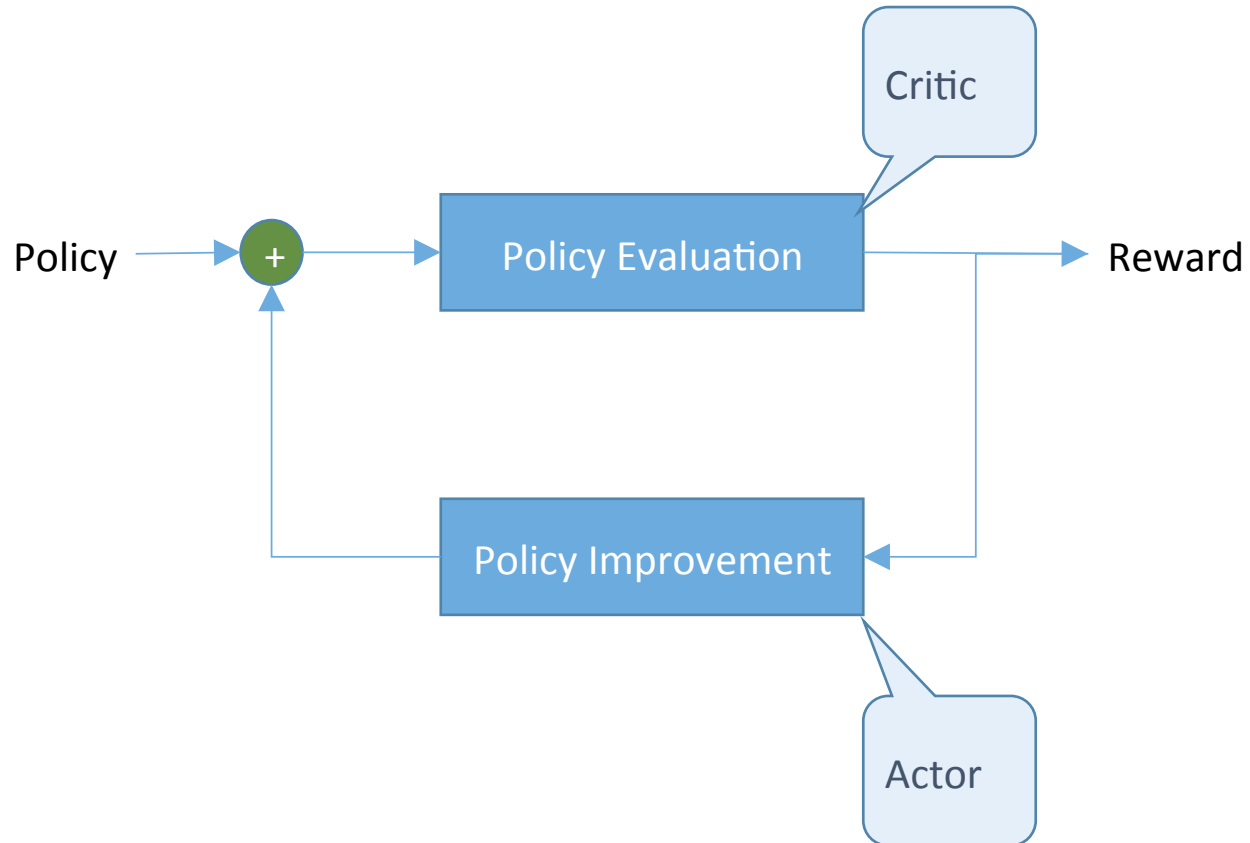 Critic
Policy
+
Policy Evaluation
Reward
Policy Improvement
Actor